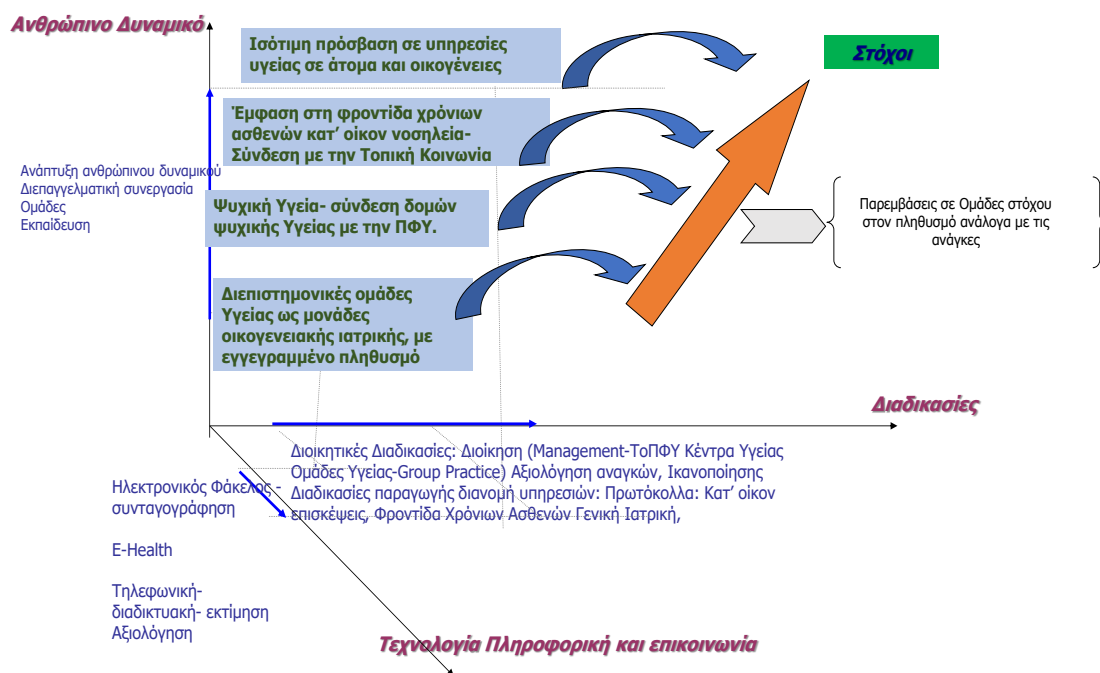 Ανθρώπινο Δυναμικό
Ισότιμη πρόσβαση σε υπηρεσίες
υγείας σε άτομα και οικογένειες
Στόχοι
Έμφαση στη φροντίδα χρόνιων
ασθενών κατ’ οίκον νοσηλεία-
Σύνδεση με την Τοπική Κοινωνία
Ανάπτυξη ανθρώπινου δυναμικού
Διεπαγγελματική συνεργασία
Ομάδες
Εκπαίδευση
Ψυχική Υγεία- σύνδεση δομών
ψυχικής Υγείας με την ΠΦΥ.
Παρεμβάσεις σε Ομάδες στόχου
στον πληθυσμό ανάλογα με τις
ανάγκες
Διεπιστημονικές ομάδες
Υγείας ως μονάδες
οικογενειακής ιατρικής, με
εγγεγραμμένο πληθυσμό
Διαδικασίες
Διοικητικές Διαδικασίες: Διοίκηση (Management-ΤοΠΦΥ Κέντρα Υγείας
Ομάδες Υγείας-Group Practice) Αξιολόγηση αναγκών, Ικανοποίησης
Διαδικασίες παραγωγής διανομή υπηρεσιών: Πρωτόκολλα: Κατ’ οίκον
επισκέψεις, Φροντίδα Χρόνιων Ασθενών Γενική Ιατρική,
Ηλεκτρονικός Φάκελος -
συνταγογράφηση
E-Health
Τηλεφωνική-
διαδικτυακή- εκτίμηση
Αξιολόγηση
Τεχνολογία Πληροφορική και επικοινωνία